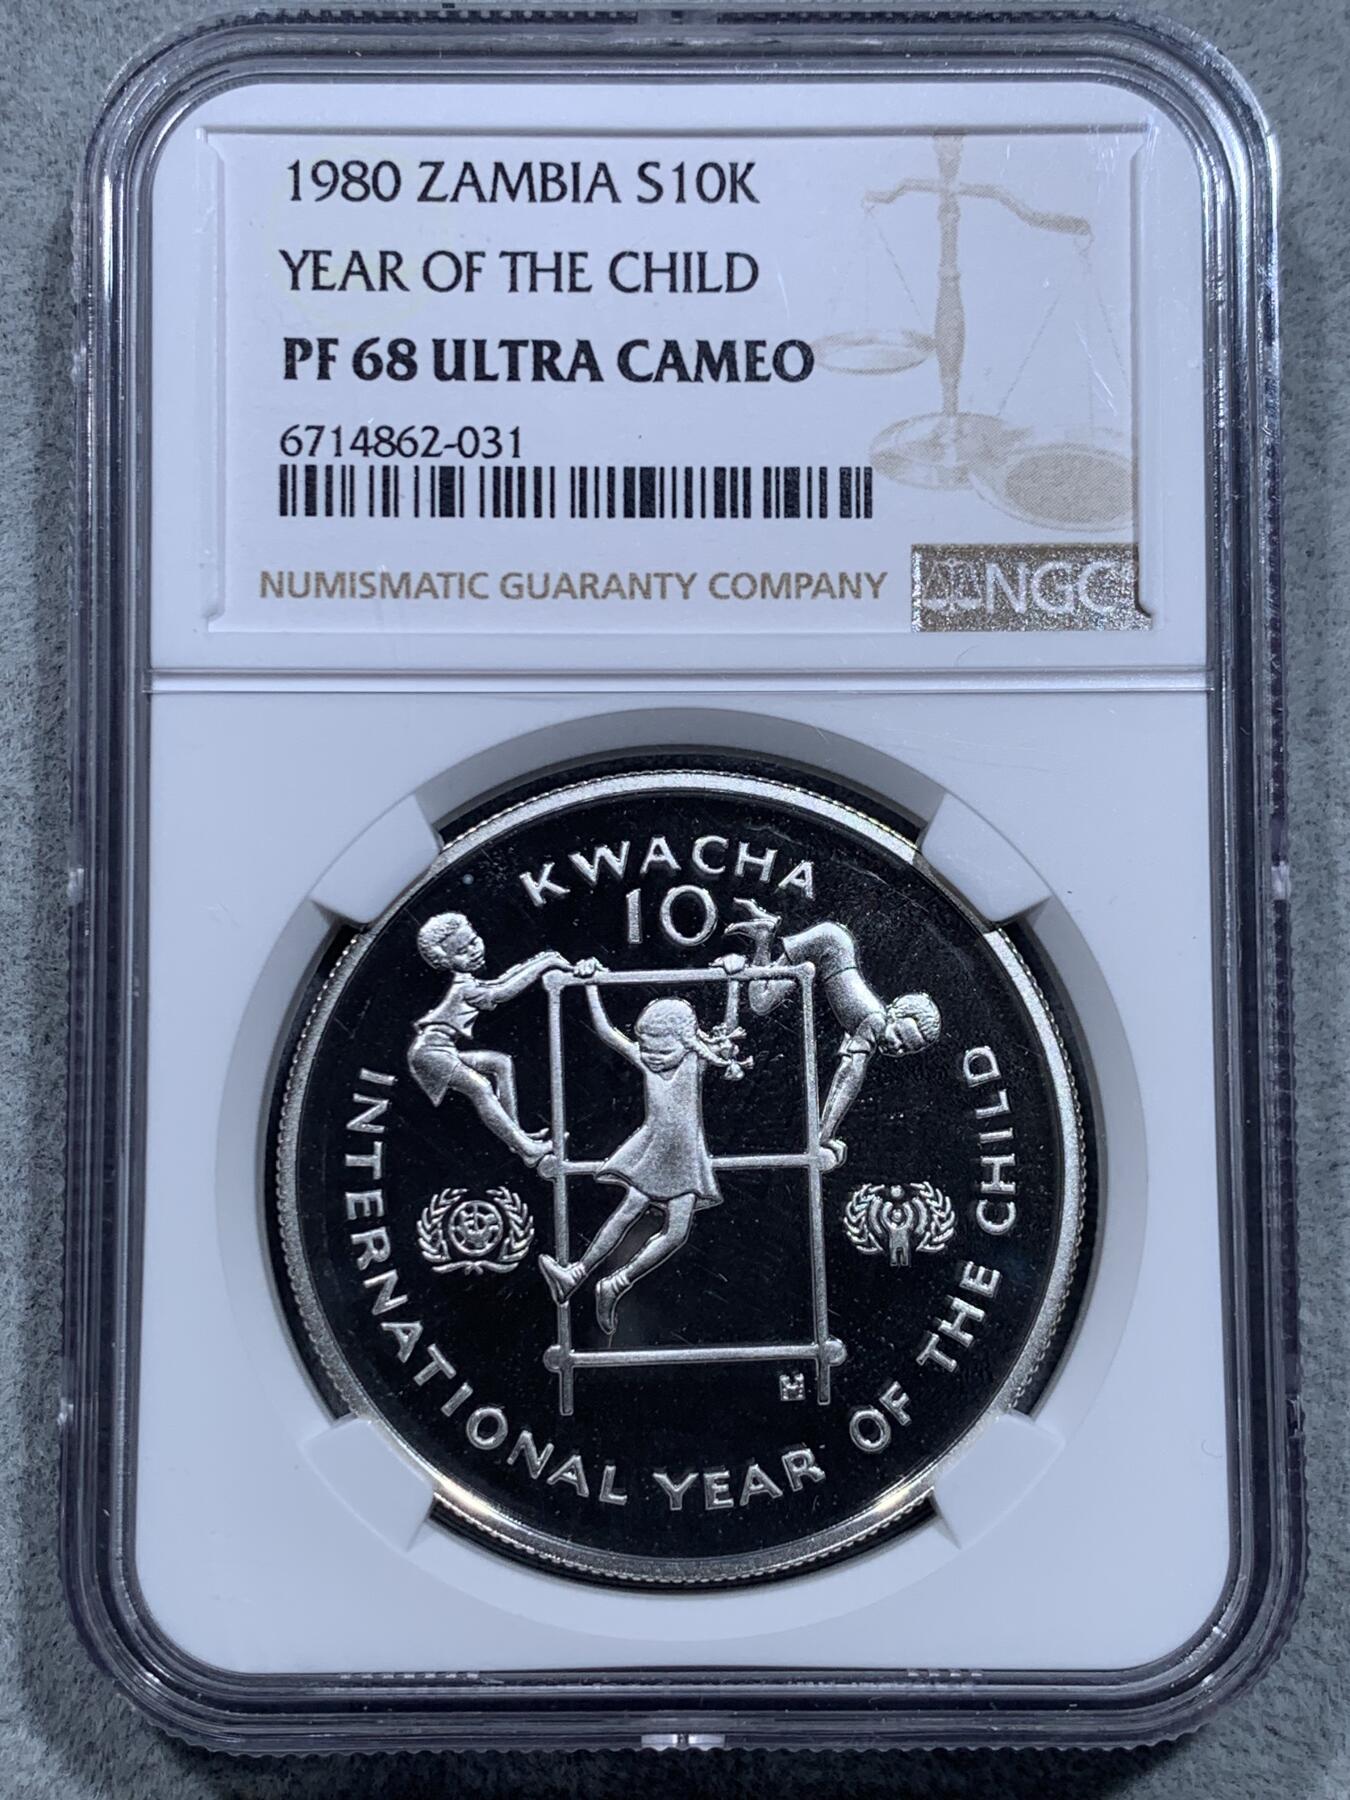 1980 ZAMBIA S10K
YEAR OF THE CHILD
PF 68 ULTRA CAMEO
6714862-031
NUMISMATIC GUARANTY COMPANY
NGC
KWACHA
10
INTERNATIONAL YEAR OF THE CHILD